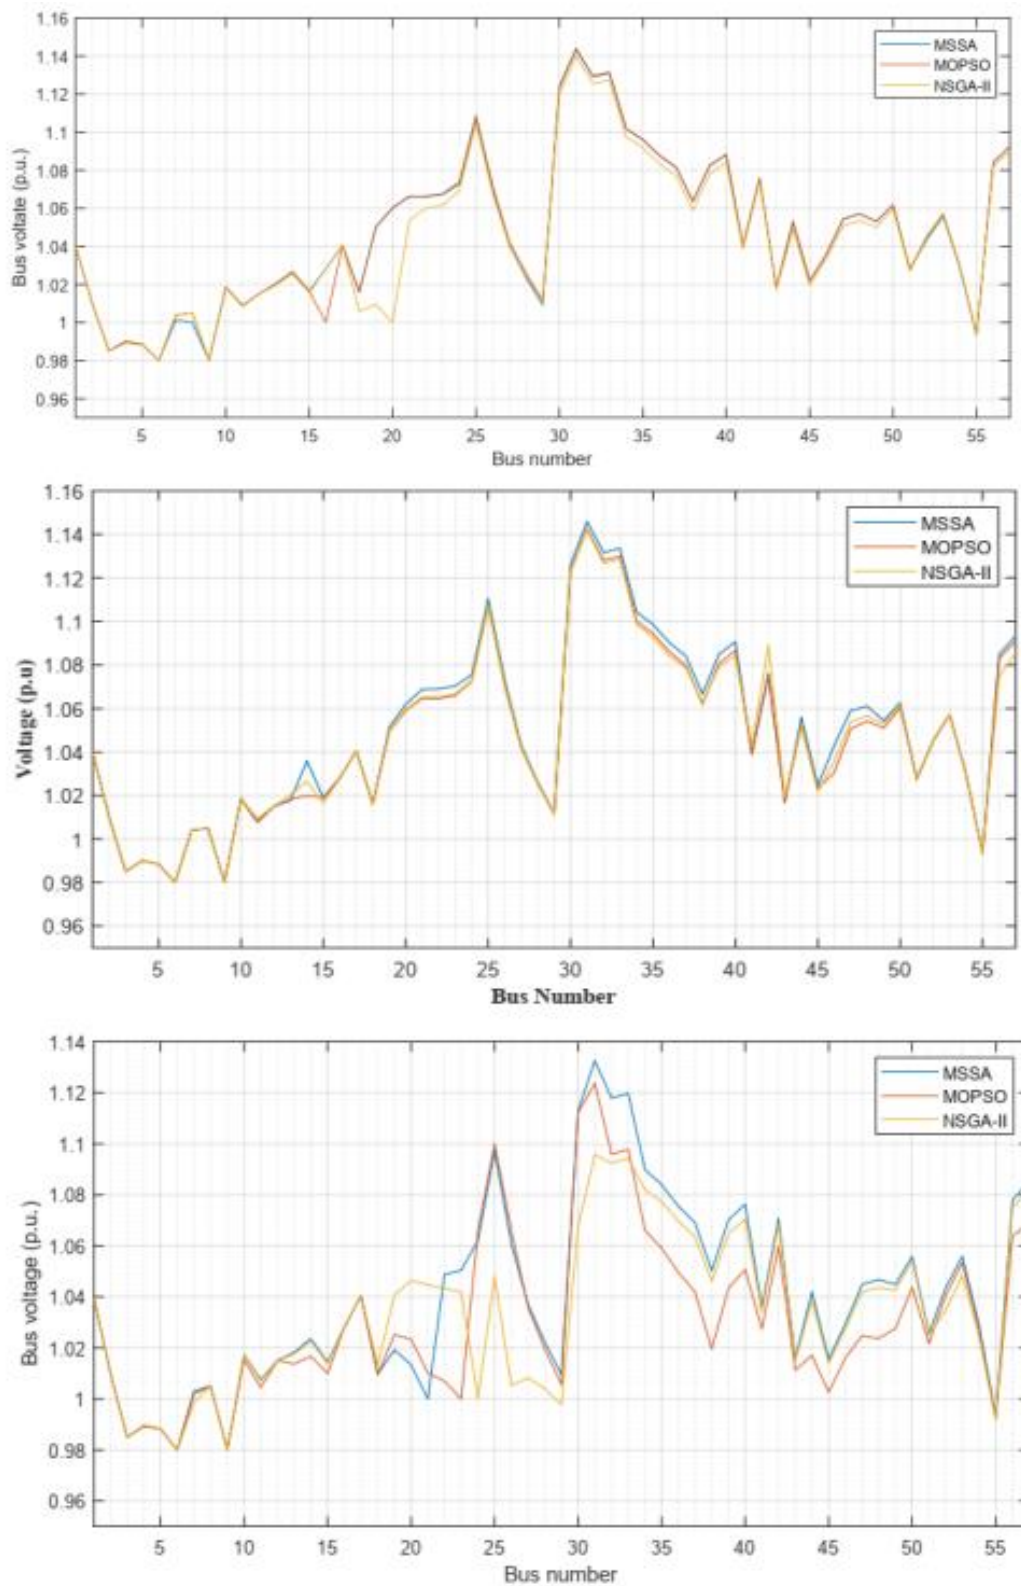 1.16
1.14
1.12
1.1
1.08
1.06
1.04
1.02
1
0.98
0.96
Bus voltate (p.u.)
MSSA
MOPSO
NSGA-II
5 10 15 20 25 30 35 40 45 50 55
Bus number
1.16
1.14
1.12
1.1
1.08
1.06
1.04
1.02
1
0.98
0.96
Voltage (p.u)
MSSA
MOPSO
NSGA-II
5 10 15 20 25 30 35 40 45 50 55
Bus Number
1.14
1.12
1.1
1.08
1.06
1.04
1.02
1
0.98
0.96
Bus voltage (p.u.)
MSSA
MOPSO
NSGA-II
5 10 15 20 25 30 35 40 45 50 55
Bus number